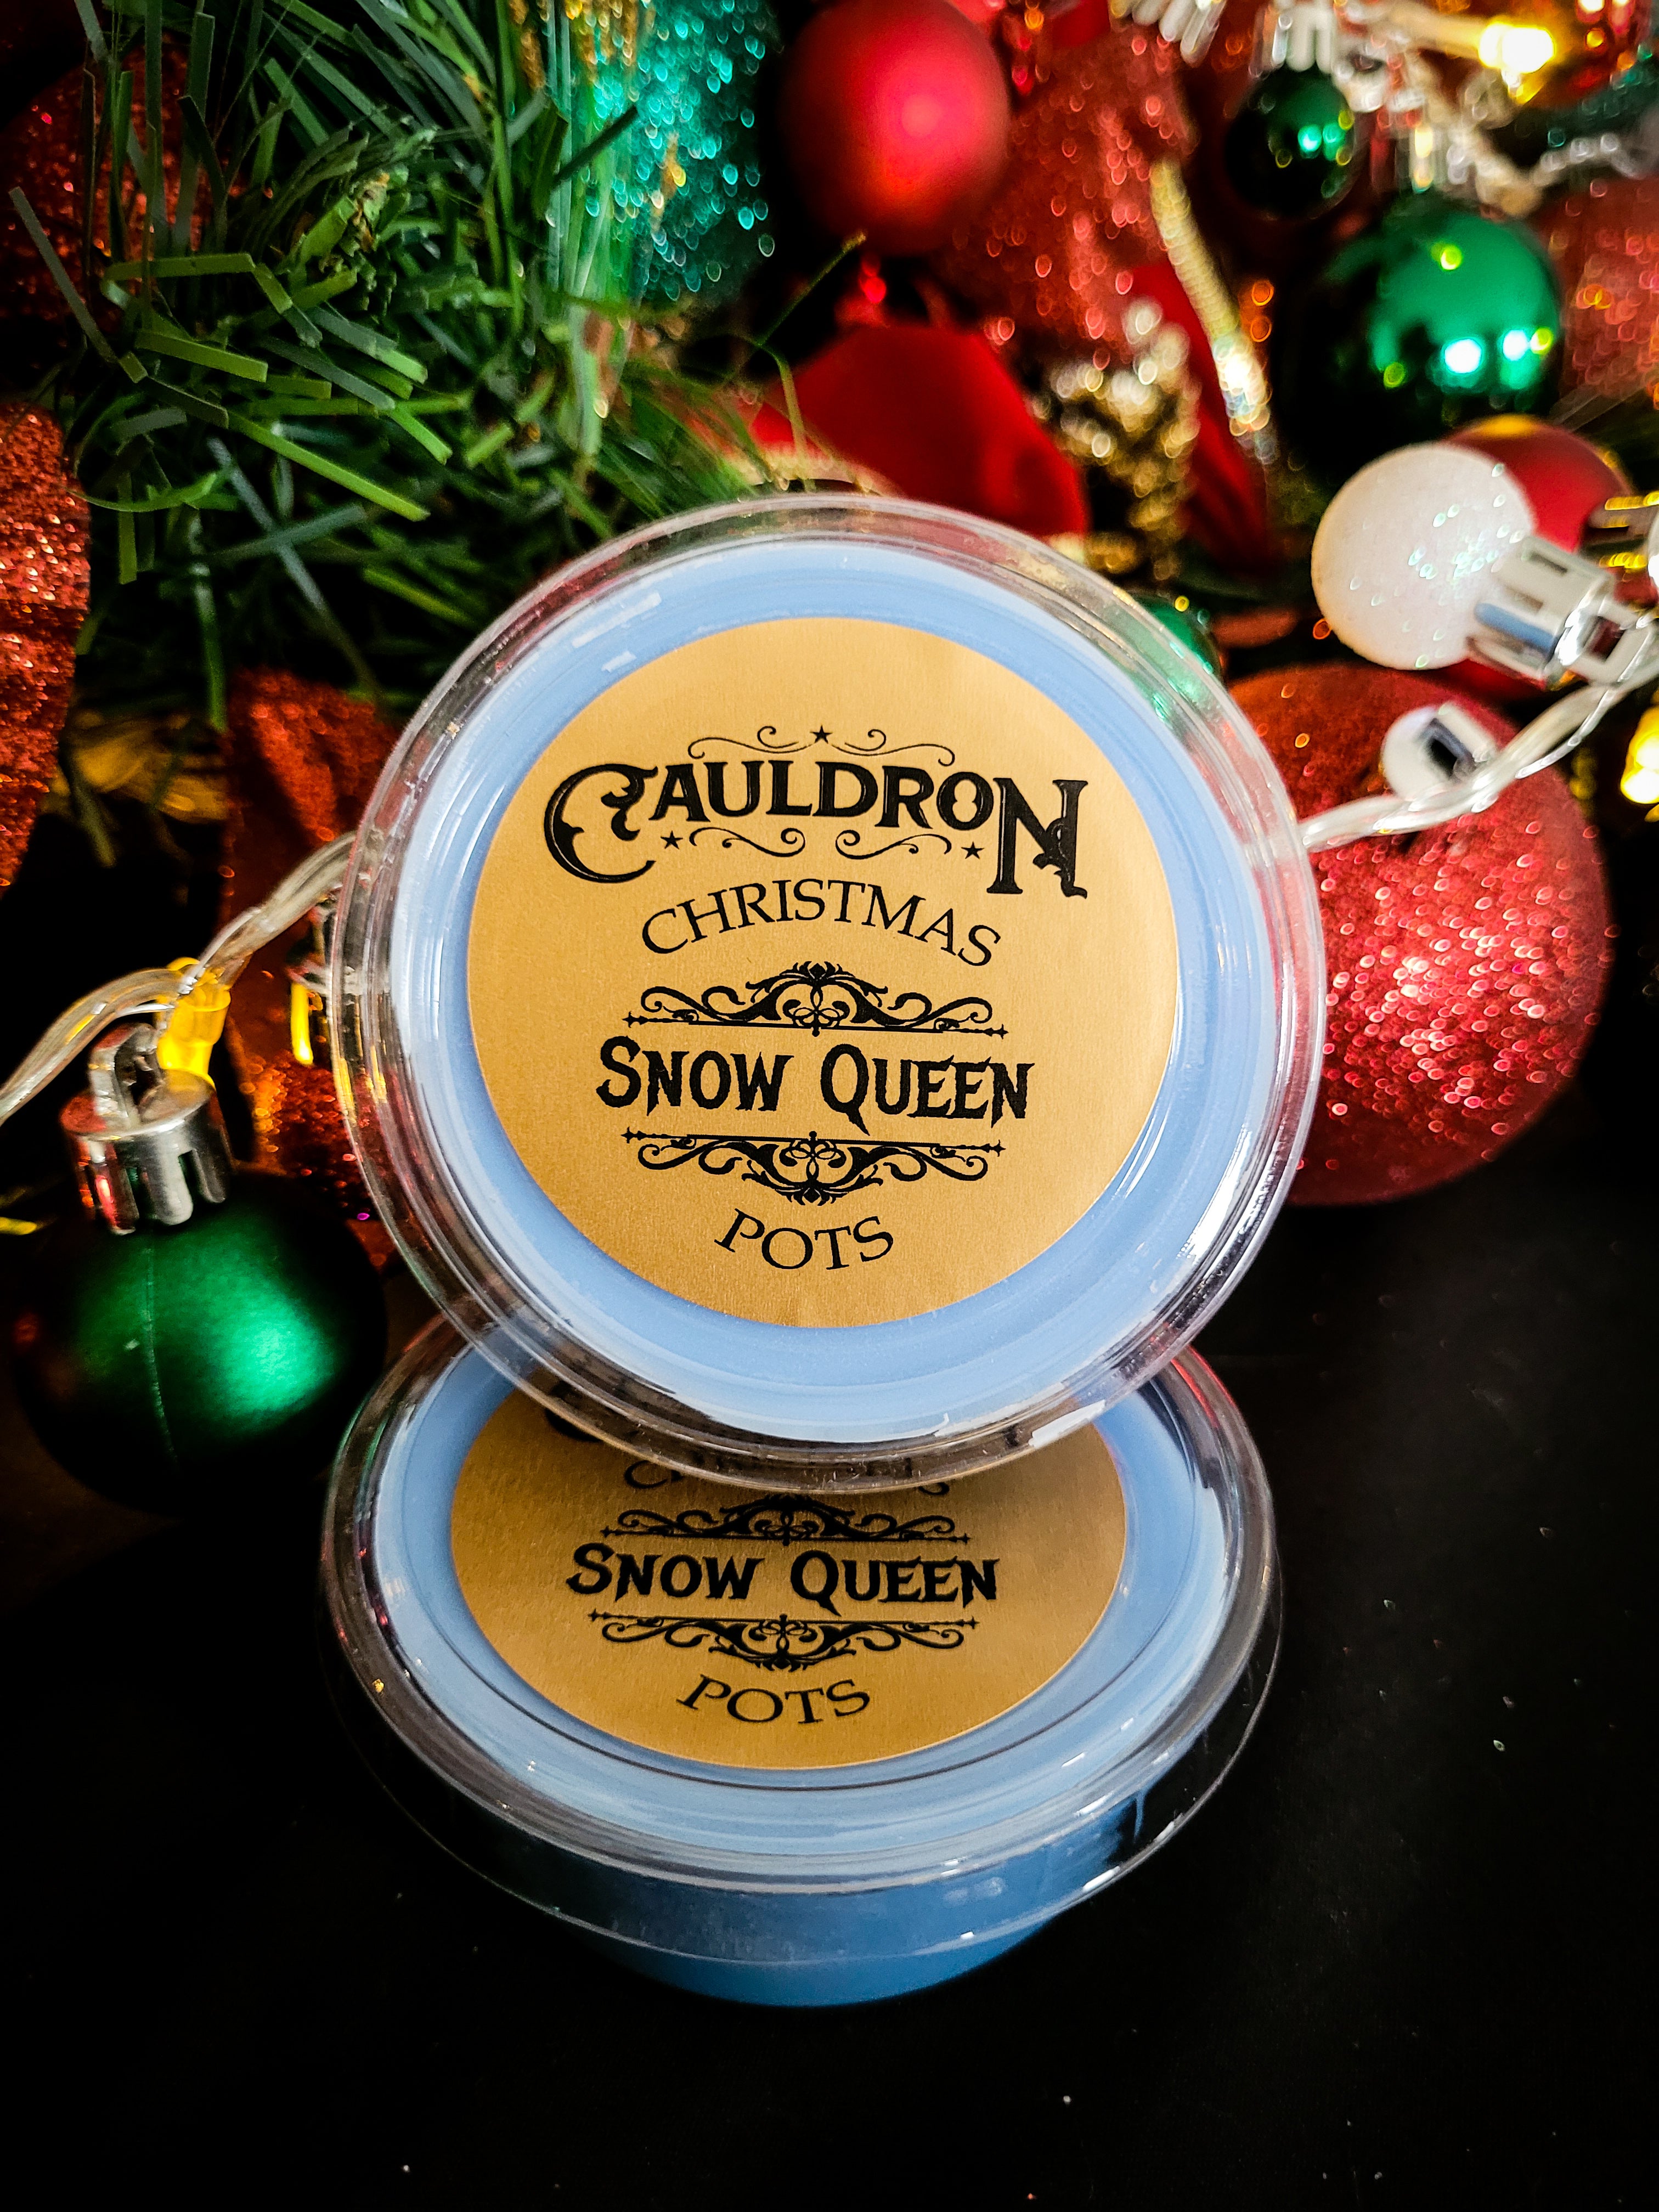 CAULDRON
CHRISTMAS
SNOW QUEEN
POTS
SNOW QUEEN
POTS